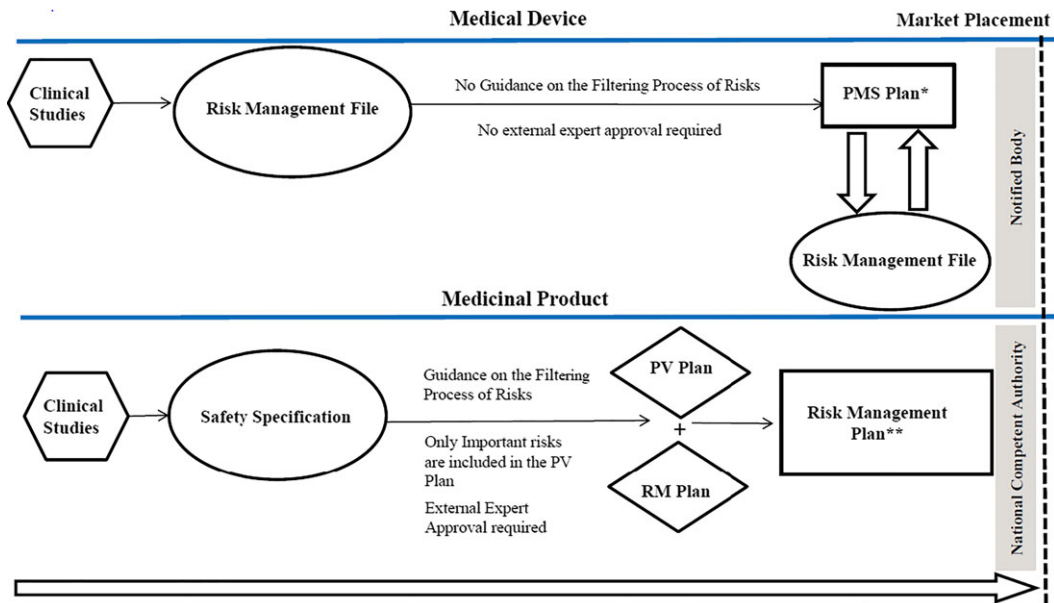 Medical Device
Market Placement
Clinical
Studies
Risk Management File
No Guidance on the Filtering Process of Risks
No external expert approval required
PMS Plan*
Risk Management File
Notified Body
Medicinal Product
Clinical
Studies
Safety Specification
Guidance on the Filtering
Process of Risks
Only Important risks
are included in the PV
Plan
External Expert
Approval required
PV Plan
+
RM Plan
Risk Management
Plan**
National Competent Authority